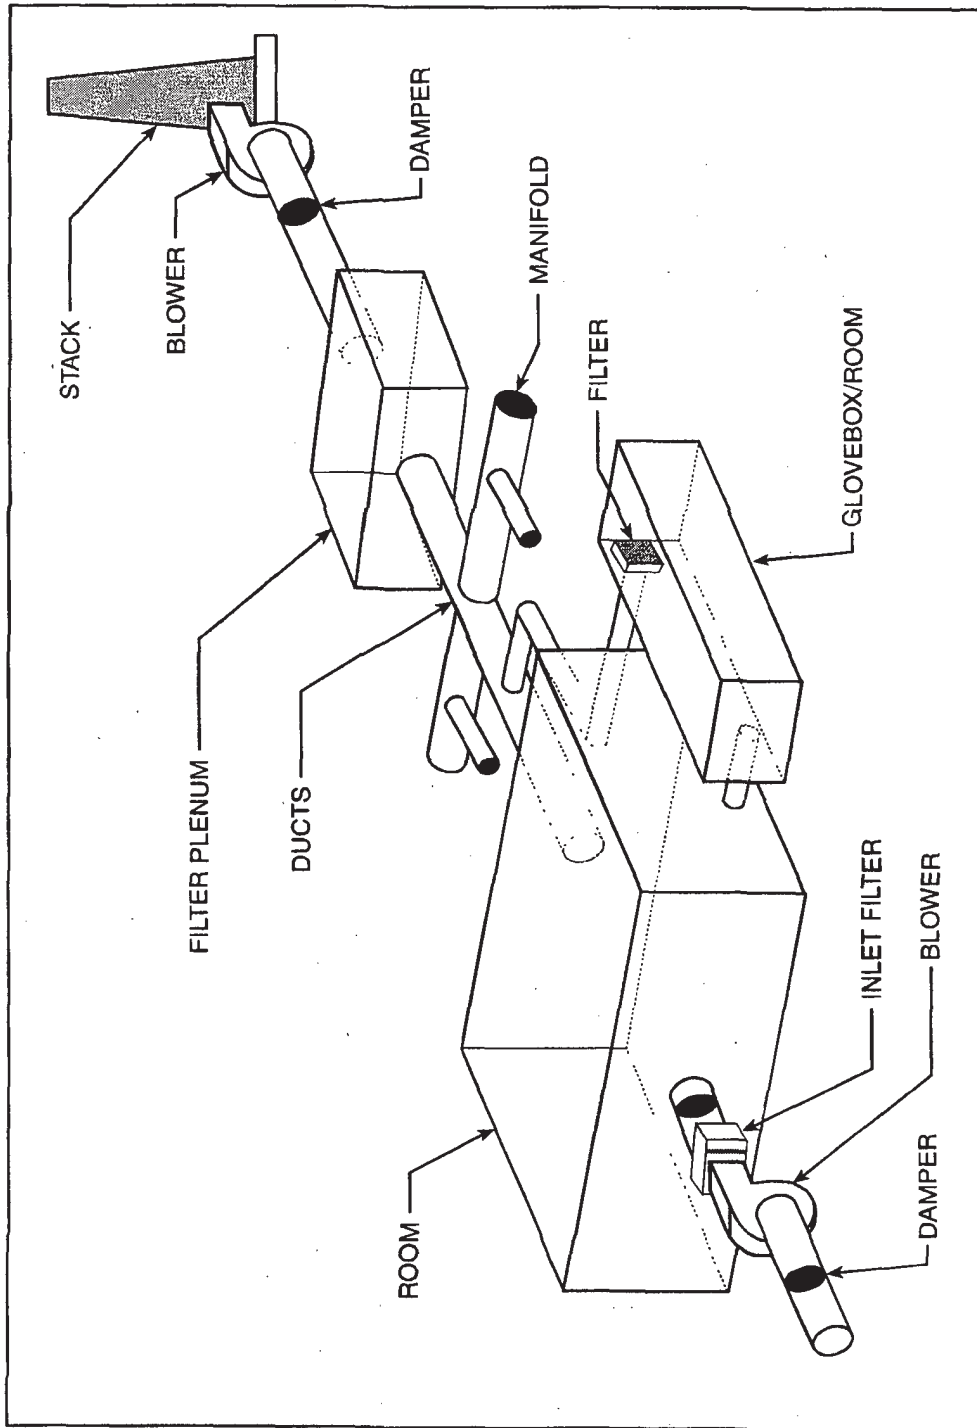 STACK
BLOWER
DAMPER
FILTER PLENUM
MANIFOLD
DUCTS
FILTER
ROOM
GLOVEBOX/ROOM
INLET FILTER
BLOWER
DAMPER